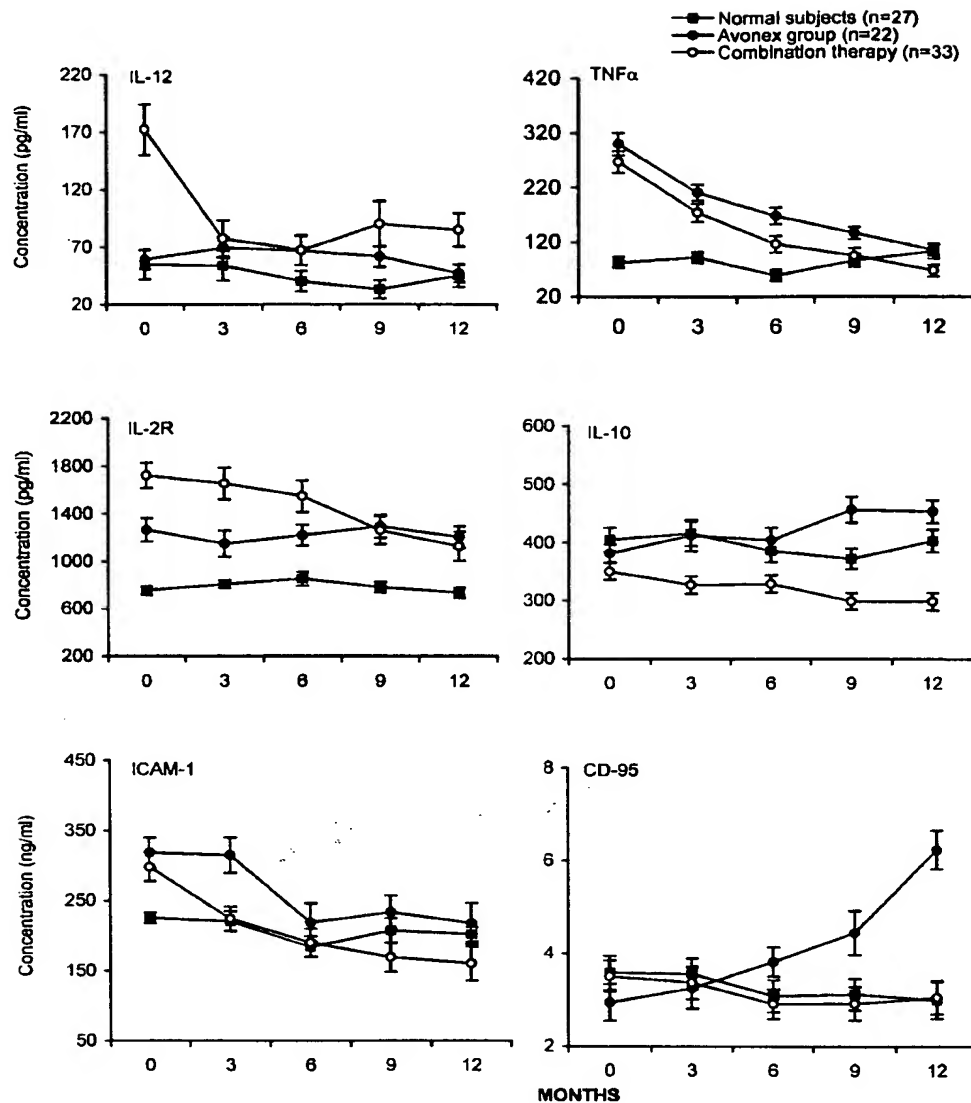 Normal subjects (n=27)
Avonex group (n=22)
Combination therapy (n=33)
IL-12
220
170
120
70
20
Concentration (pg/ml)
0 3 6 9 12
TNFα
420
320
220
120
20
0 3 6 9 12
IL-2R
2200
1800
1400
1000
600
200
Concentration (pg/ml)
0 3 6 9 12
IL-10
600
500
400
300
200
0 3 6 9 12
ICAM-1
450
350
250
150
50
Concentration (ng/ml)
0 3 6 9 12
CD-95
8
6
4
2
0 3 6 9 12
MONTHS